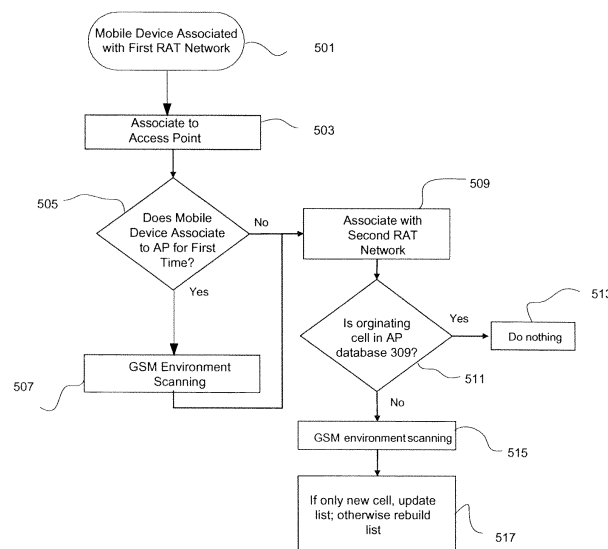 Mobile Device Associated
with First RAT Network
501
Associate to
Access Point
503
505
Does Mobile
Device Associate
to AP for First
Time?
No
Yes
GSM Environment
Scanning
507
509
Associate with
Second RAT
Network
Is orginating
cell in AP
database 309?
Yes
511
513
Do nothing
No
GSM environment scanning
515
If only new cell, update
list; otherwise rebuild
list
517